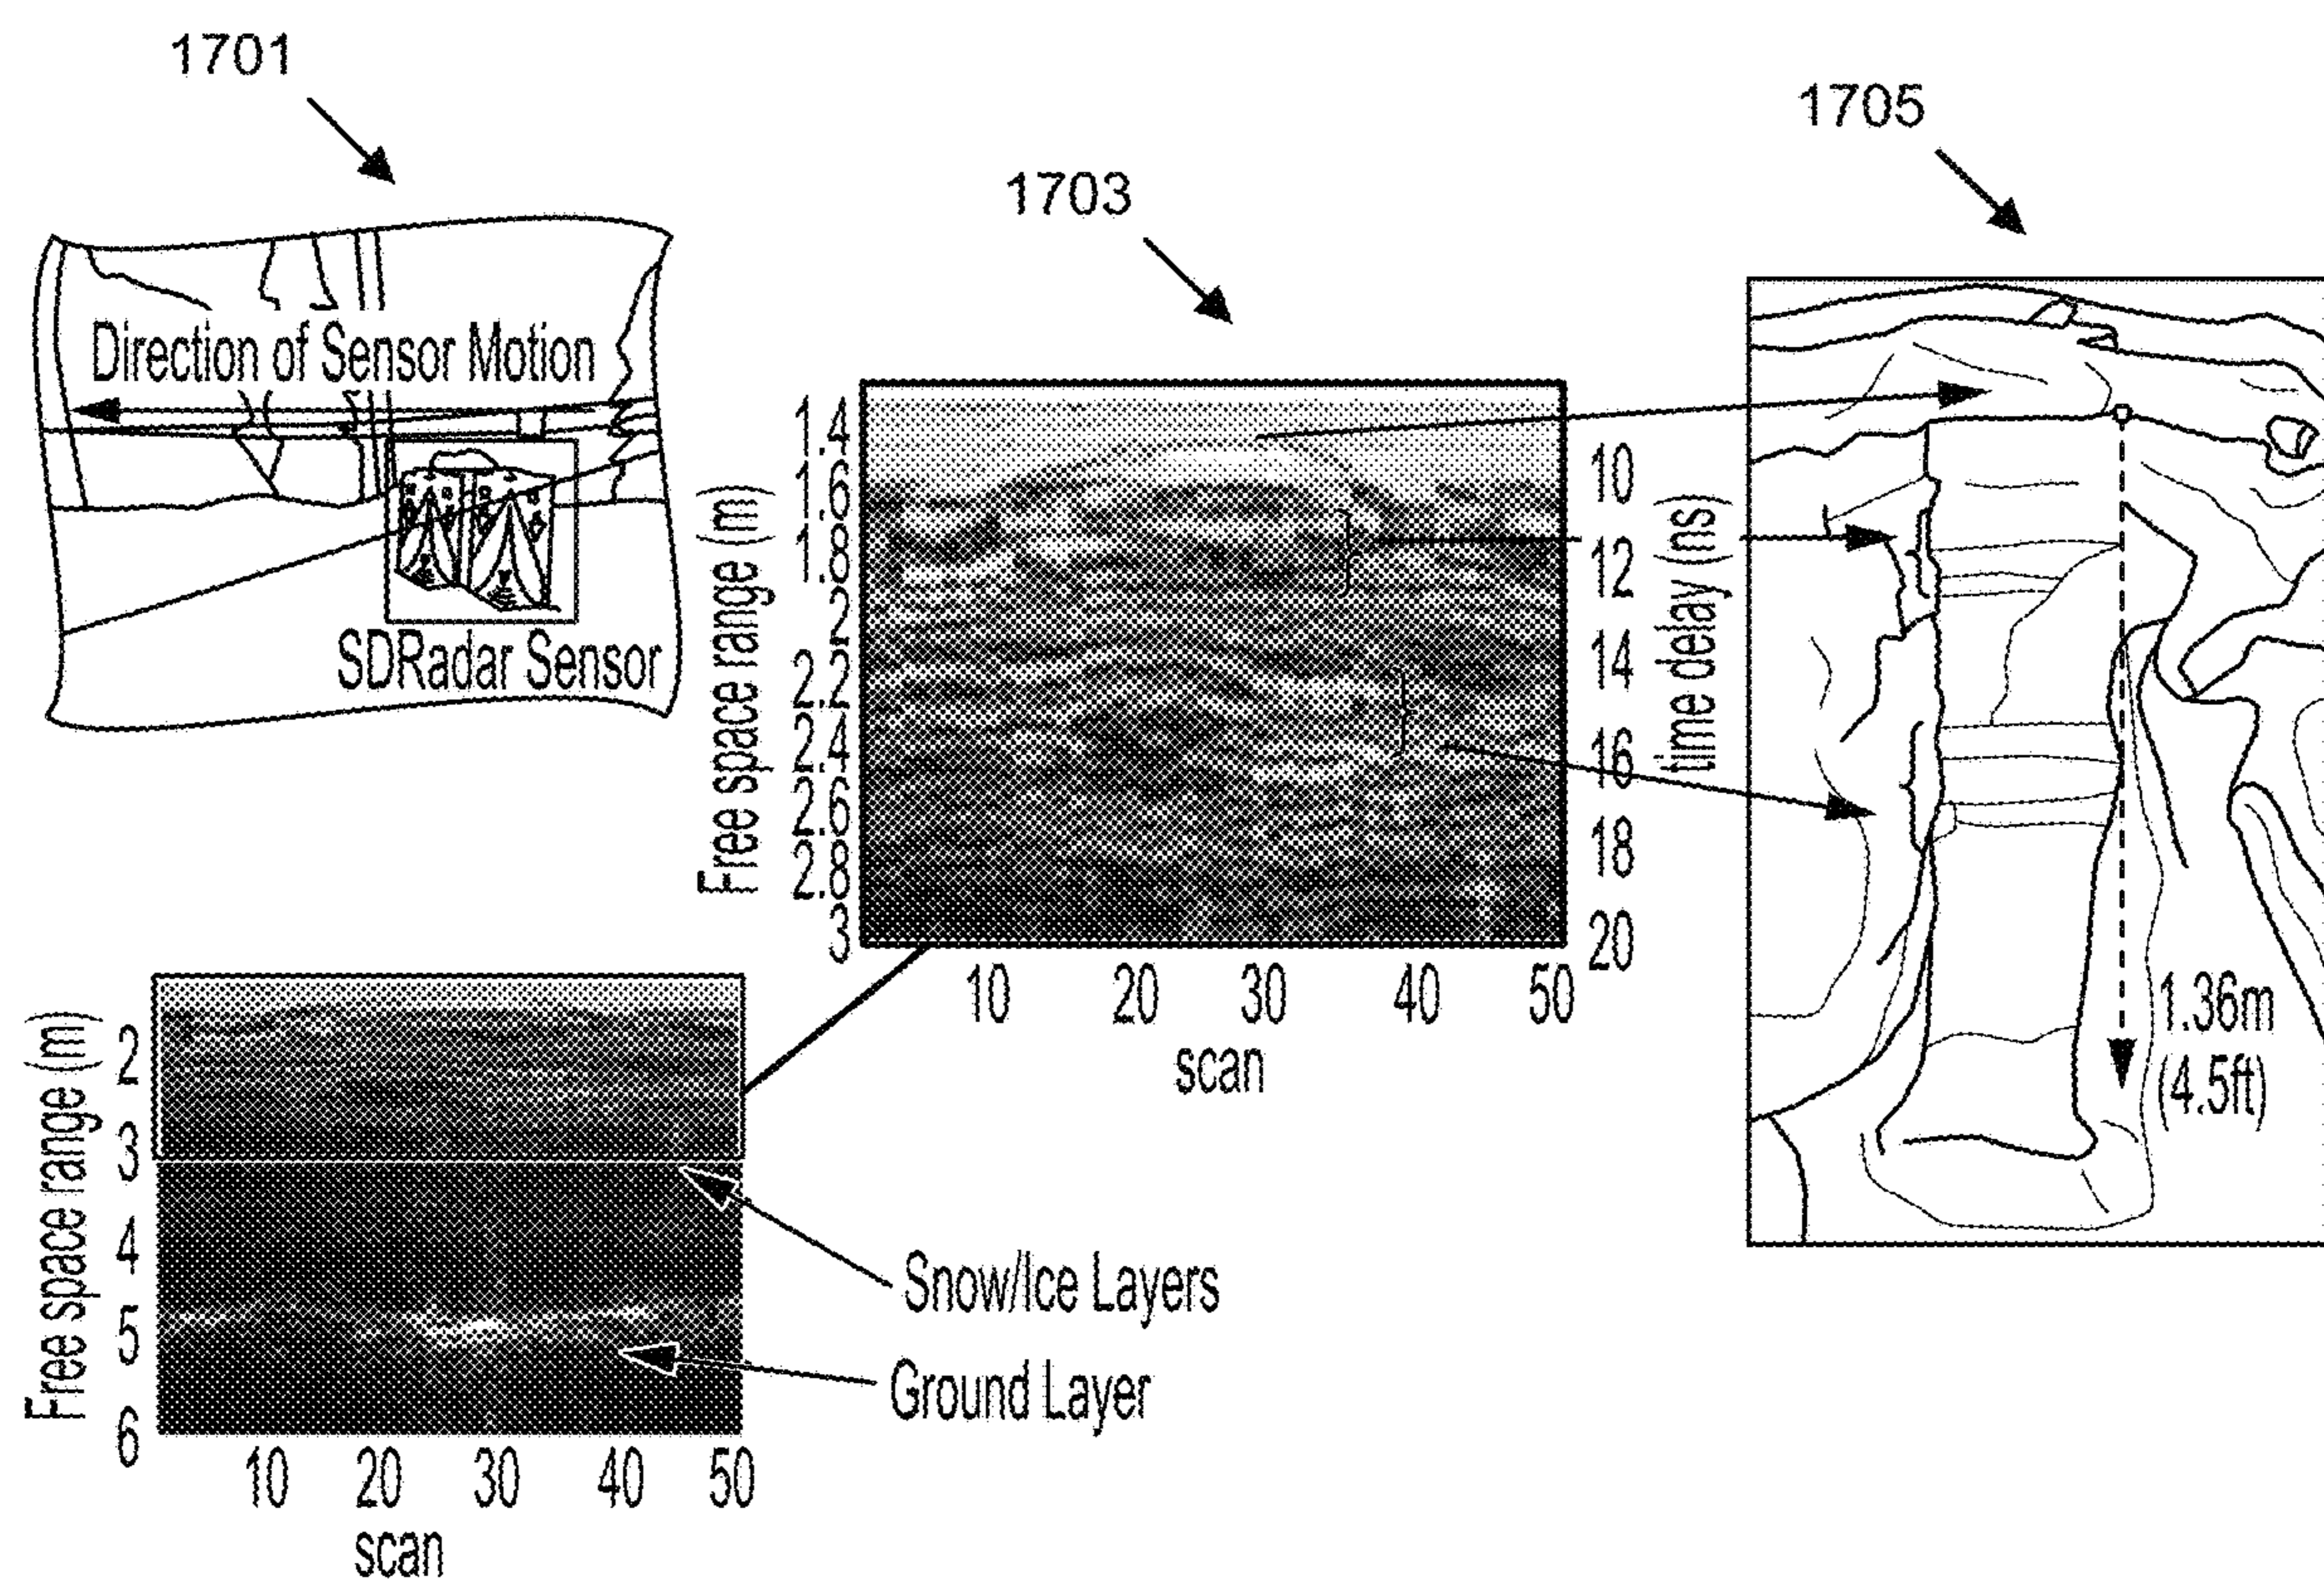 1701
1703
1705
Direction of Sensor Motion
SDRadar Sensor
Free space range (m)
1.4
1.6
1.8
2
2.2
2.4
2.6
2.8
3
10
12
14
16
18
20
time delay (ns)
10 20 30 40 50
scan
1.36m
(4.5ft)
Free space range (m)
2
3
4
5
6
10 20 30 40 50
scan
Snow/Ice Layers
Ground Layer